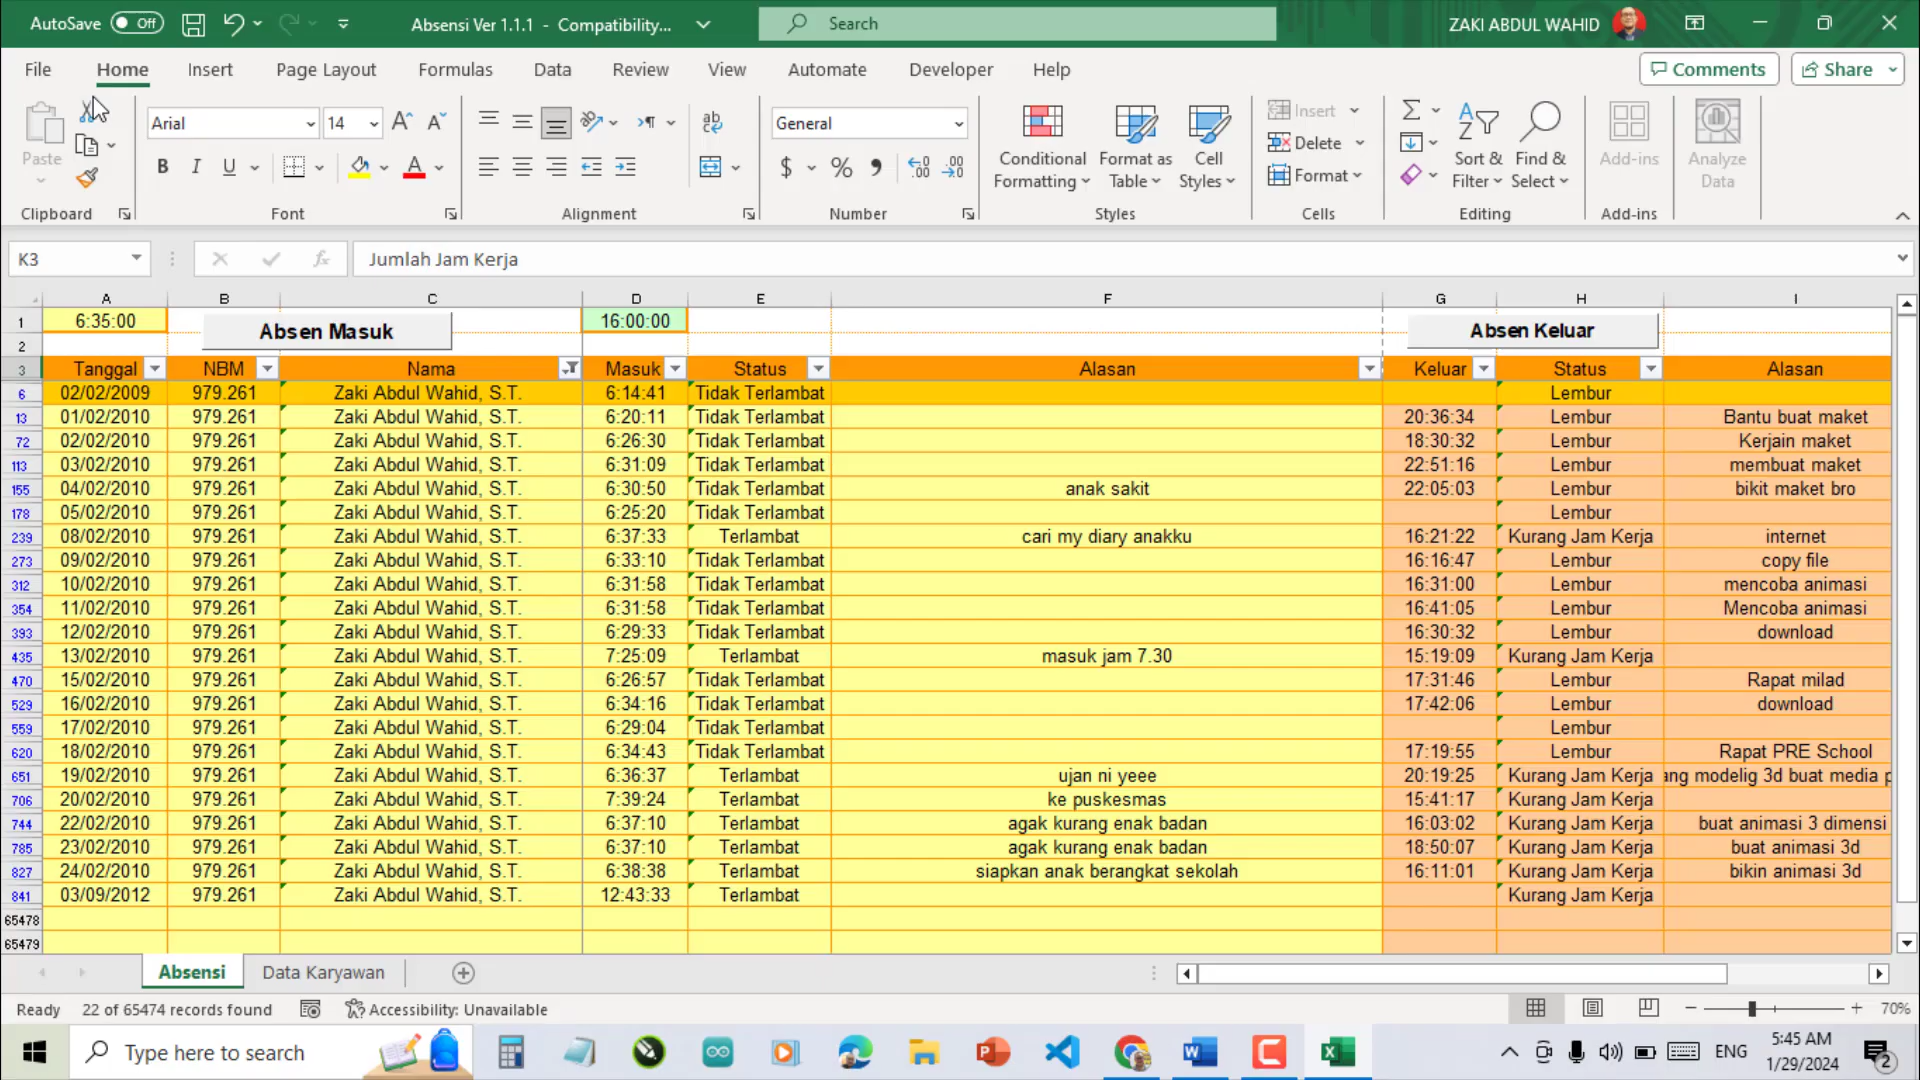 AutoSave Off Absensi Ver 1.1.1 - Compatibility... Search ZAKI ABDUL WAHID
File Home Insert Page Layout Formulas Data Review View Automate Developer Help Comments Share
Paste Arial 14 General Conditional Formatting Format as Table Cell Styles Insert Delete Format Sort & Filter Find & Select Add-ins Analyze Data
Clipboard Font Alignment Number Styles Cells Editing Add-ins
K3 Jumlah Jam Kerja
A B C D E F G H I
1 6:35:00 Absen Masuk 16:00:00 Absen Keluar
2
3 Tanggal NBM Nama Masuk Status Alasan Keluar Status Alasan
6 02/02/2009 979.261 Zaki Abdul Wahid, S.T. 6:14:41 Tidak Terlambat Lembur
13 01/02/2010 979.261 Zaki Abdul Wahid, S.T. 6:20:11 Tidak Terlambat 20:36:34 Lembur Bantu buat maket
72 02/02/2010 979.261 Zaki Abdul Wahid, S.T. 6:26:30 Tidak Terlambat 18:30:32 Lembur Kerjain maket
113 03/02/2010 979.261 Zaki Abdul Wahid, S.T. 6:31:09 Tidak Terlambat 22:51:16 Lembur membuat maket
155 04/02/2010 979.261 Zaki Abdul Wahid, S.T. 6:30:50 Tidak Terlambat anak sakit 22:05:03 Lembur bikit maket bro
178 05/02/2010 979.261 Zaki Abdul Wahid, S.T. 6:25:20 Tidak Terlambat Lembur
239 08/02/2010 979.261 Zaki Abdul Wahid, S.T. 6:37:33 Terlambat cari my diary anakku 16:21:22 Kurang Jam Kerja internet
273 09/02/2010 979.261 Zaki Abdul Wahid, S.T. 6:33:10 Tidak Terlambat 16:16:47 Lembur copy file
312 10/02/2010 979.261 Zaki Abdul Wahid, S.T. 6:31:58 Tidak Terlambat 16:31:00 Lembur mencoba animasi
354 11/02/2010 979.261 Zaki Abdul Wahid, S.T. 6:31:58 Tidak Terlambat 16:41:05 Lembur Mencoba animasi
393 12/02/2010 979.261 Zaki Abdul Wahid, S.T. 6:29:33 Tidak Terlambat 16:30:32 Lembur download
435 13/02/2010 979.261 Zaki Abdul Wahid, S.T. 7:25:09 Terlambat masuk jam 7.30 15:19:09 Kurang Jam Kerja
470 15/02/2010 979.261 Zaki Abdul Wahid, S.T. 6:26:57 Tidak Terlambat 17:31:46 Lembur Rapat milad
529 16/02/2010 979.261 Zaki Abdul Wahid, S.T. 6:34:16 Tidak Terlambat 17:42:06 Lembur download
559 17/02/2010 979.261 Zaki Abdul Wahid, S.T. 6:29:04 Tidak Terlambat Lembur
620 18/02/2010 979.261 Zaki Abdul Wahid, S.T. 6:34:43 Tidak Terlambat 17:19:55 Lembur Rapat PRE School
651 19/02/2010 979.261 Zaki Abdul Wahid, S.T. 6:36:37 Terlambat ujan ni yeee 20:19:25 Kurang Jam Kerja ang modelig 3d buat media p
706 20/02/2010 979.261 Zaki Abdul Wahid, S.T. 7:39:24 Terlambat ke puskesmas 15:41:17 Kurang Jam Kerja
744 22/02/2010 979.261 Zaki Abdul Wahid, S.T. 6:37:10 Terlambat agak kurang enak badan 16:03:02 Kurang Jam Kerja buat animasi 3 dimensi
785 23/02/2010 979.261 Zaki Abdul Wahid, S.T. 6:37:10 Terlambat agak kurang enak badan 18:50:07 Kurang Jam Kerja buat animasi 3d
827 24/02/2010 979.261 Zaki Abdul Wahid, S.T. 6:38:38 Terlambat siapkan anak berangkat sekolah 16:11:01 Kurang Jam Kerja bikin animasi 3d
841 03/09/2012 979.261 Zaki Abdul Wahid, S.T. 12:43:33 Terlambat Kurang Jam Kerja
65478
65479
Absensi Data Karyawan
Ready 22 of 65474 records found Accessibility: Unavailable 70%
Type here to search ENG 5:45 AM
1/29/2024 2